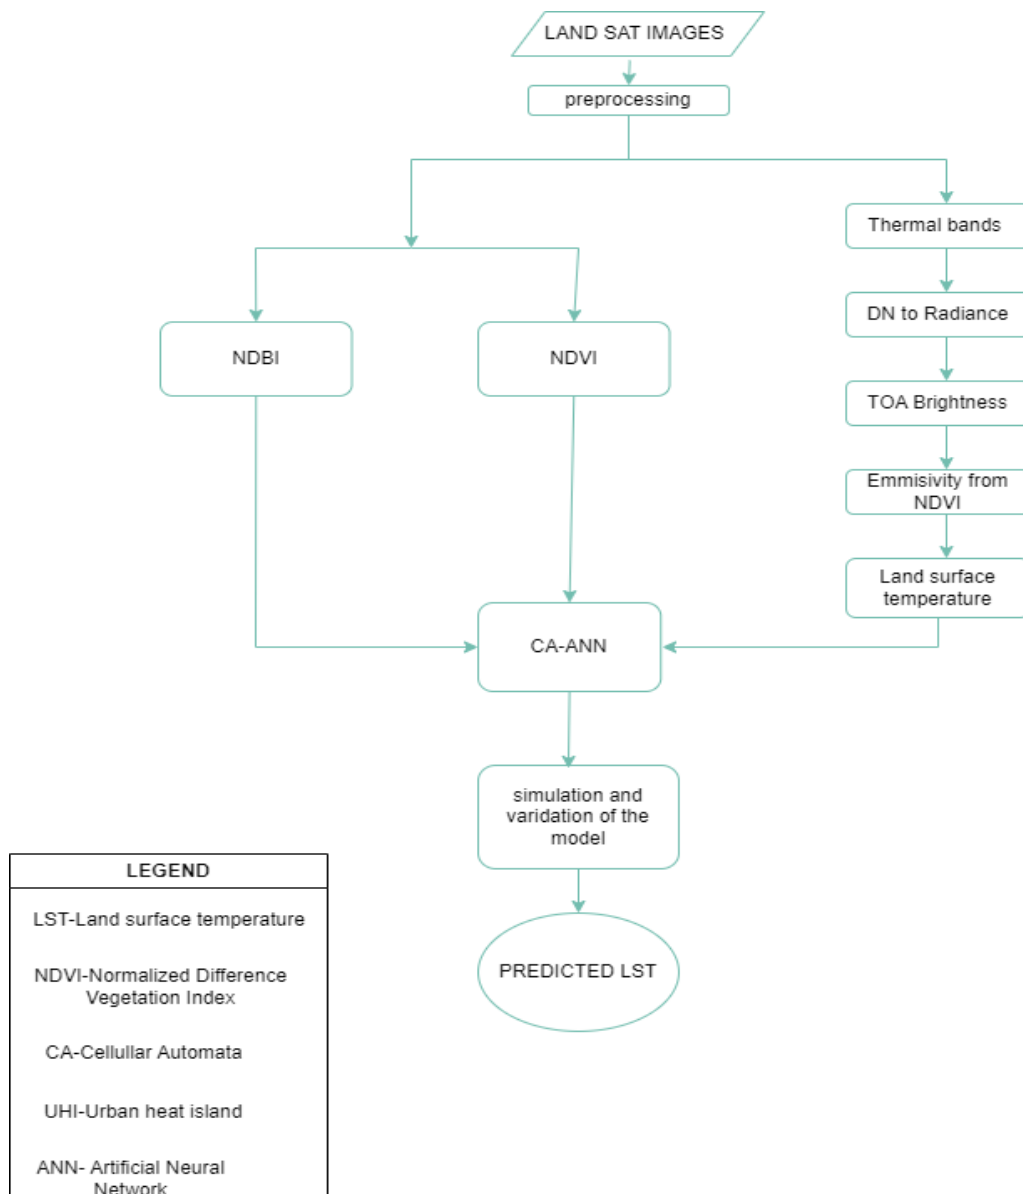 LAND SAT IMAGES
preprocessing
Thermal bands
DN to Radiance
NDBI
NDVI
TOA Brightness
Emmisivity from
NDVI
Land surface
temperature
CA-ANN
simulation and
varidation of the
model
PREDICTED LST
LEGEND
LST-Land surface temperature
NDVI-Normalized Difference
Vegetation Index
CA-Cellullar Automata
UHI-Urban heat island
ANN- Artificial Neural
Network